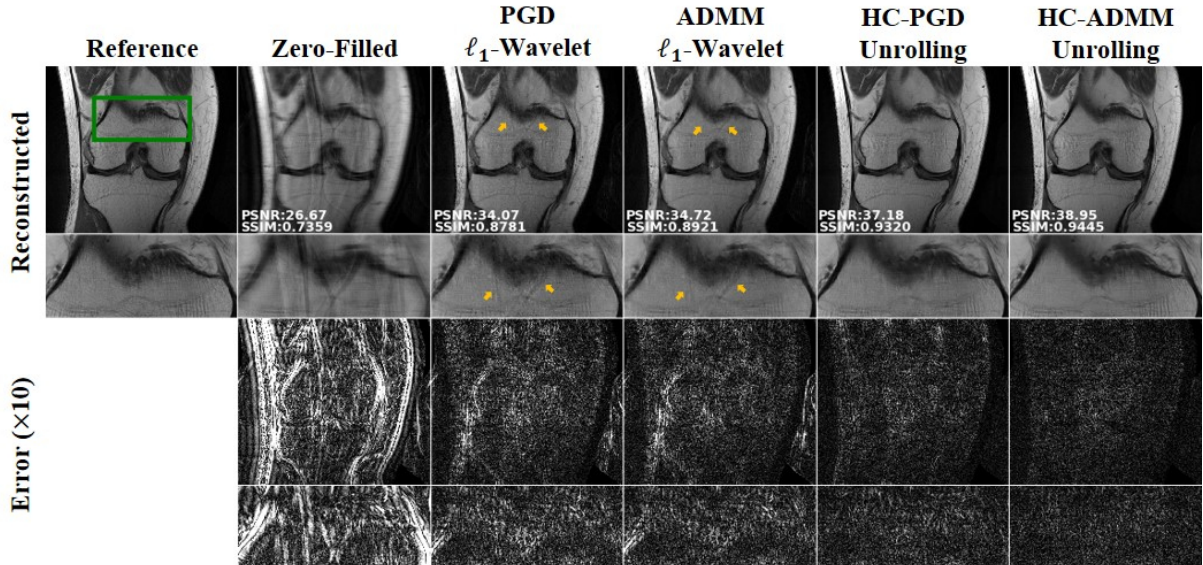 Reference
Zero-Filled
PGD
ℓ₁-Wavelet
ADMM
ℓ₁-Wavelet
HC-PGD
Unrolling
HC-ADMM
Unrolling
Reconstructed
PSNR:26.67
SSIM:0.7359
PSNR:34.07
SSIM:0.8781
PSNR:34.72
SSIM:0.8921
PSNR:37.18
SSIM:0.9320
PSNR:38.95
SSIM:0.9445
Error (×10)